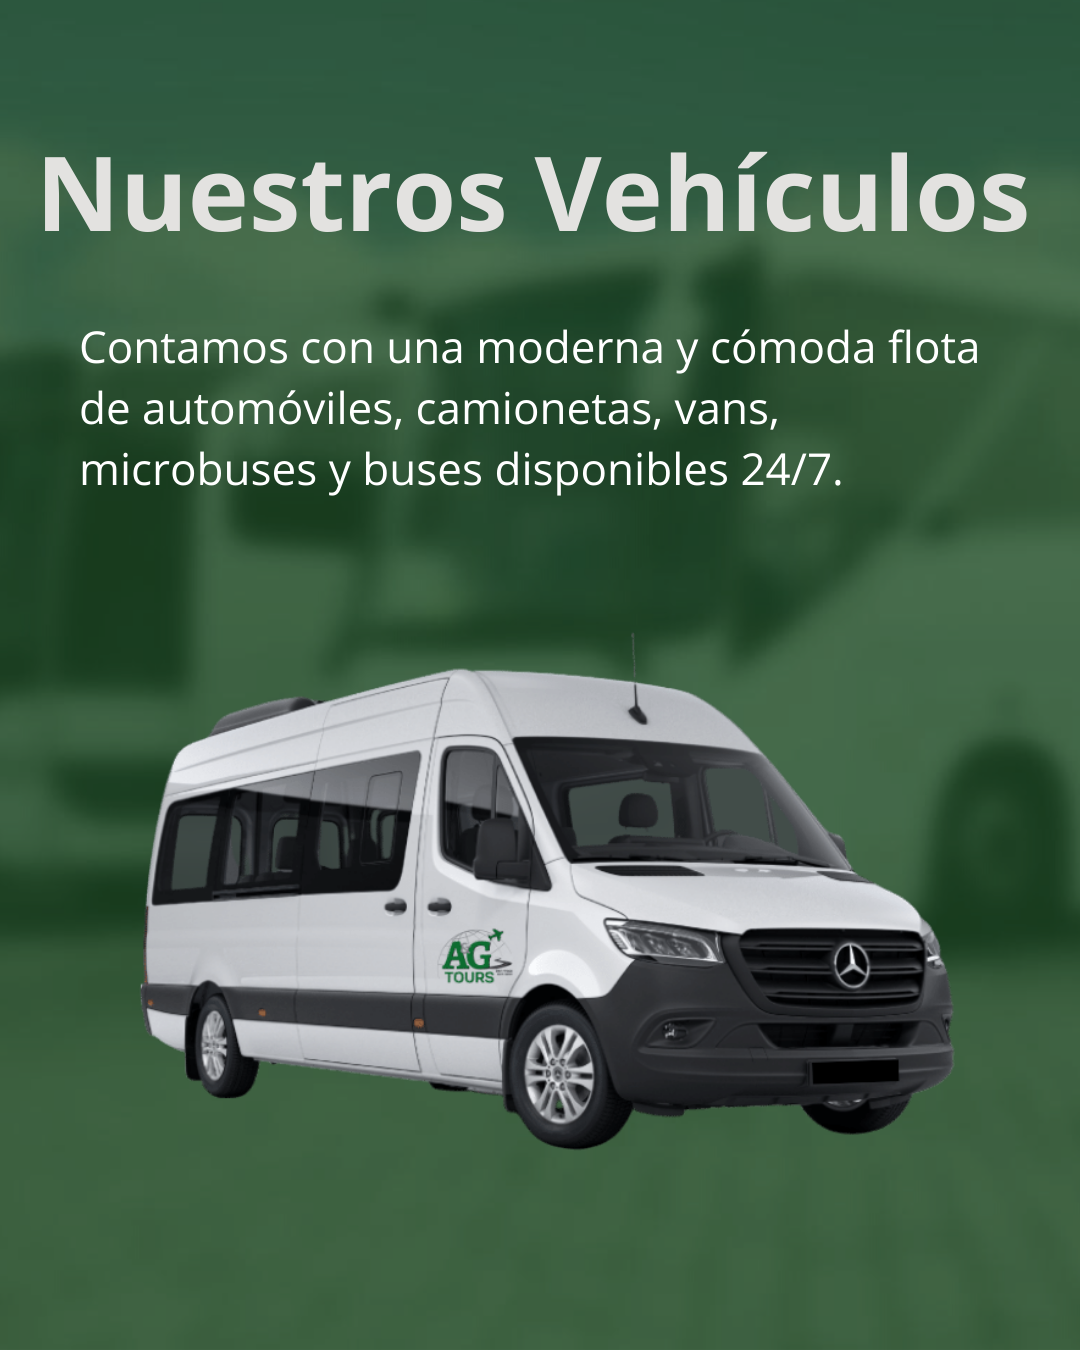 Nuestros Vehículos
Contamos con una moderna y cómoda flota
de automóviles, camionetas, vans,
microbuses y buses disponibles 24/7.
AG
TOURS